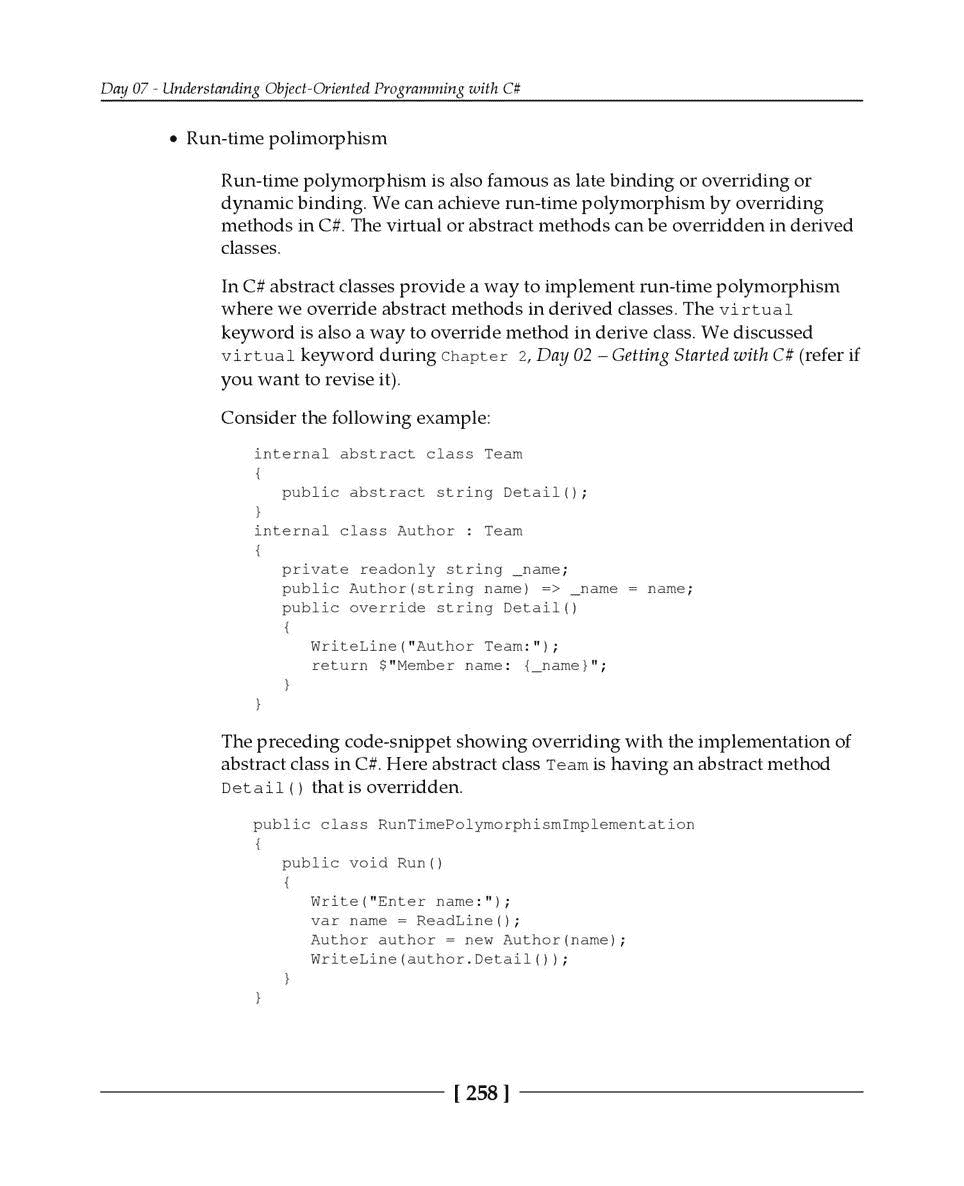 Day 07 - Understanding Object-Oriented Programming with C#
• Run-time polimorphism
Run-time polymorphism is also famous as late binding or overriding or
dynamic binding. We can achieve run-time polymorphism by overriding
methods in C#. The virtual or abstract methods can be overridden in derived
classes.
In C# abstract classes provide a way to implement run-time polymorphism
where we override abstract methods in derived classes. The virtual
keyword is also a way to override method in derive class. We discussed
virtual keyword during Chapter 2, Day 02 – Getting Started with C# (refer if
you want to revise it).
Consider the following example:
internal abstract class Team
{
public abstract string Detail();
}
internal class Author : Team
{
private readonly string _name;
public Author(string name) => _name = name;
public override string Detail()
{
WriteLine("Author Team:");
return $"Member name: {_name}";
}
}
The preceding code-snippet showing overriding with the implementation of
abstract class in C#. Here abstract class Team is having an abstract method
Detail() that is overridden.
public class RunTimePolymorphismImplementation
{
public void Run()
{
Write("Enter name:");
var name = ReadLine();
Author author = new Author(name);
WriteLine(author.Detail());
}
}
[ 258 ]